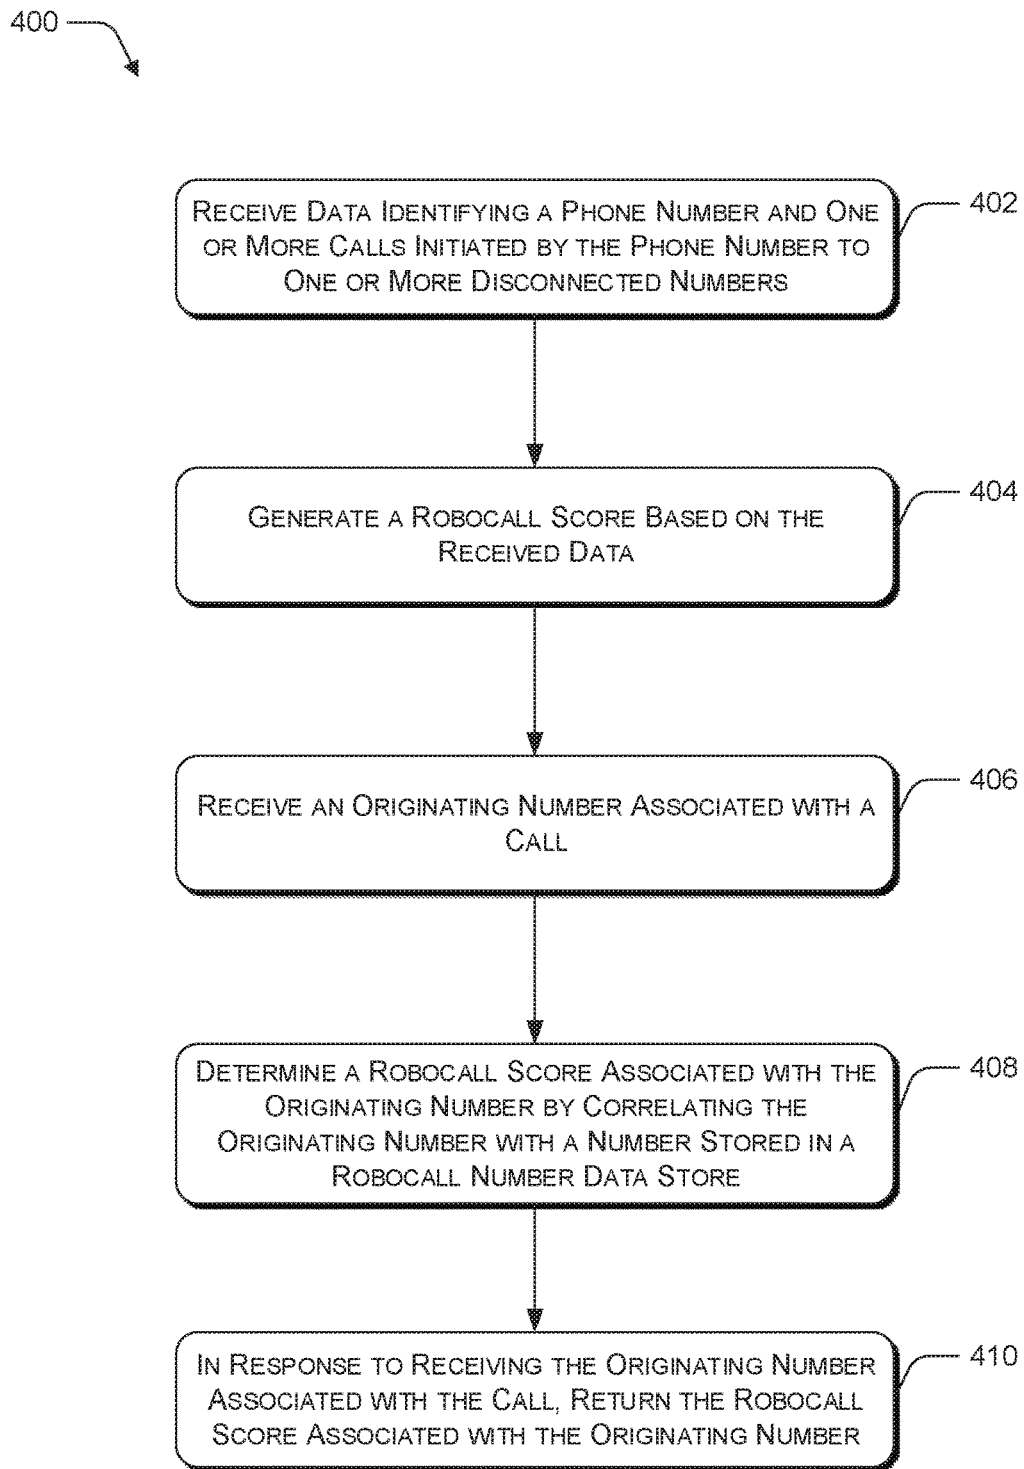 400
RECEIVE DATA IDENTIFYING A PHONE NUMBER AND ONE
OR MORE CALLS INITIATED BY THE PHONE NUMBER TO
ONE OR MORE DISCONNECTED NUMBERS
402
GENERATE A ROBOCALL SCORE BASED ON THE
RECEIVED DATA
404
RECEIVE AN ORIGINATING NUMBER ASSOCIATED WITH A
CALL
406
DETERMINE A ROBOCALL SCORE ASSOCIATED WITH THE
ORIGINATING NUMBER BY CORRELATING THE
ORIGINATING NUMBER WITH A NUMBER STORED IN A
ROBOCALL NUMBER DATA STORE
408
IN RESPONSE TO RECEIVING THE ORIGINATING NUMBER
ASSOCIATED WITH THE CALL, RETURN THE ROBOCALL
SCORE ASSOCIATED WITH THE ORIGINATING NUMBER
410